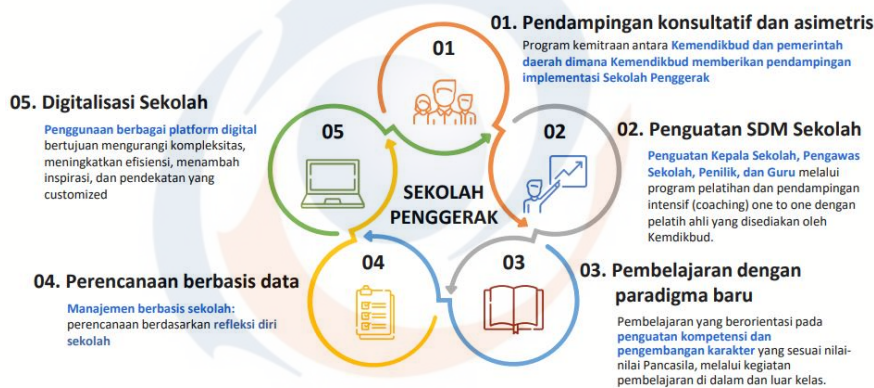 01
01. Pendampingan konsultatif dan asimetris
Program kemitraan antara Kemendikbud dan pemerintah
daerah dimana Kemendikbud memberikan pendampingan
implementasi Sekolah Penggerak
02
02. Penguatan SDM Sekolah
Penguatan Kepala Sekolah, Pengawas
Sekolah, Penilik, dan Guru melalui
program pelatihan dan pendampingan
intensif (coaching) one to one dengan
pelatih ahli yang disediakan oleh
Kemdikbud.
03
03. Pembelajaran dengan
paradigma baru
Pembelajaran yang berorientasi pada
penguatan kompetensi dan
pengembangan karakter yang sesuai nilai-
nilai Pancasila, melalui kegiatan
pembelajaran di dalam dan luar kelas.
04
04. Perencanaan berbasis data
Manajemen berbasis sekolah:
perencanaan berdasarkan refleksi diri
sekolah
05
05. Digitalisasi Sekolah
Penggunaan berbagai platform digital
bertujuan mengurangi kompleksitas,
meningkatkan efisiensi, menambah
inspirasi, dan pendekatan yang
customized
SEKOLAH
PENGGERAK